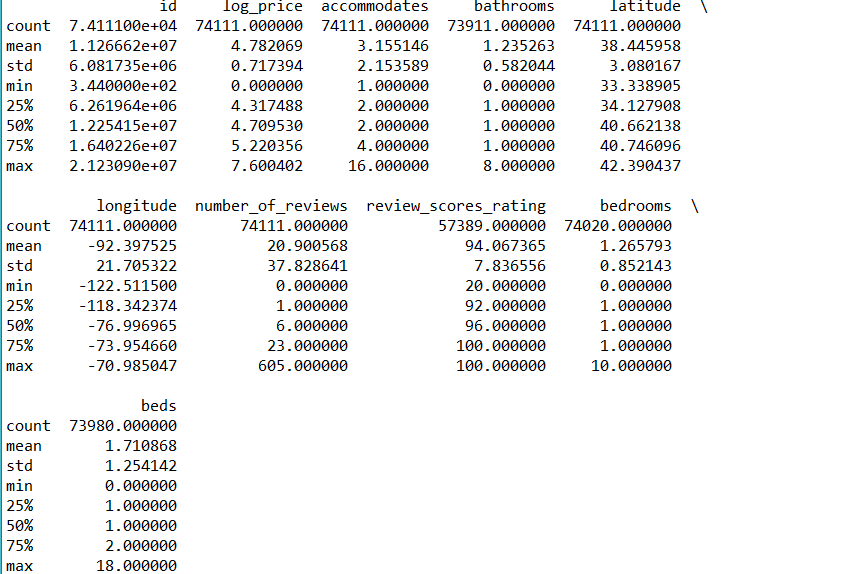 id     log_price  accommodates     bathrooms      latitude  \
count  7.411100e+04  74111.000000  74111.000000  73911.000000  74111.000000
mean   1.126662e+07      4.782069      3.155146      1.235263     38.445958
std    6.081735e+06      0.717394      2.153589      0.582044      3.080167
min    3.440000e+02      0.000000      1.000000      0.000000     33.338905
25%    6.261964e+06      4.317488      2.000000      1.000000     34.127908
50%    1.225415e+07      4.709530      2.000000      1.000000     40.662138
75%    1.640226e+07      5.220356      4.000000      1.000000     40.746096
max    2.123090e+07      7.600402     16.000000      8.000000     42.390437
          longitude  number_of_reviews  review_scores_rating      bedrooms  \
count  74111.000000       74111.000000          57389.000000  74020.000000
mean     -92.397525          20.900568             94.067365      1.265793
std       21.705322          37.828641              7.836556      0.852143
min     -122.511500           0.000000             20.000000      0.000000
25%     -118.342374           1.000000             92.000000      1.000000
50%      -76.996965           6.000000             96.000000      1.000000
75%      -73.954660          23.000000            100.000000      1.000000
max      -70.985047         605.000000            100.000000     10.000000
               beds
count  73980.000000
mean       1.710868
std        1.254142
min        0.000000
25%        1.000000
50%        1.000000
75%        2.000000
max       18.000000